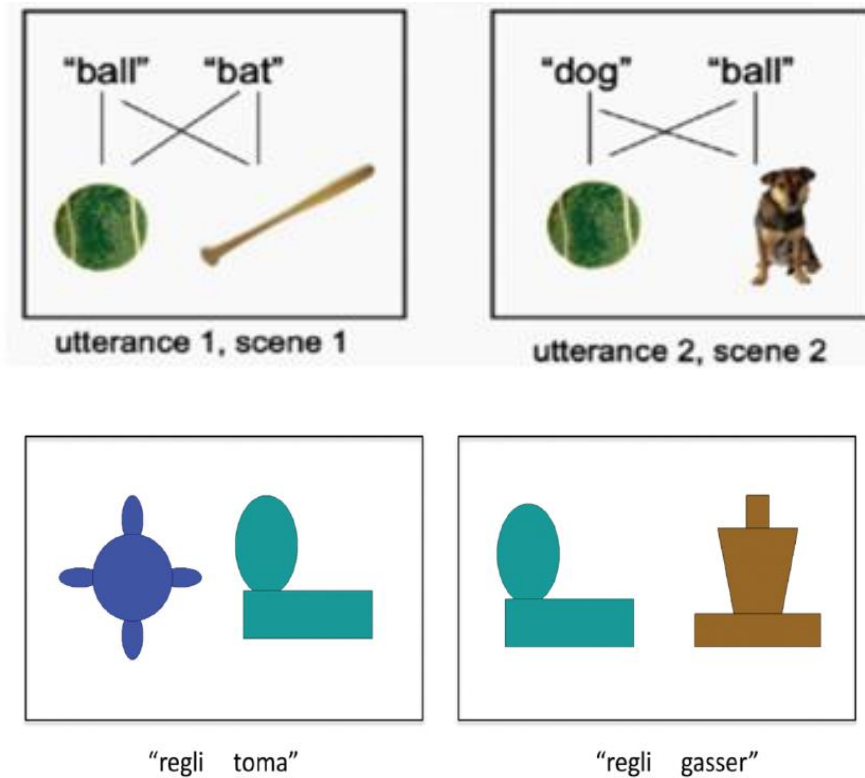 “ball” “bat”
“dog” “ball”
utterance 1, scene 1
utterance 2, scene 2
“regli toma”
“regli gasser”